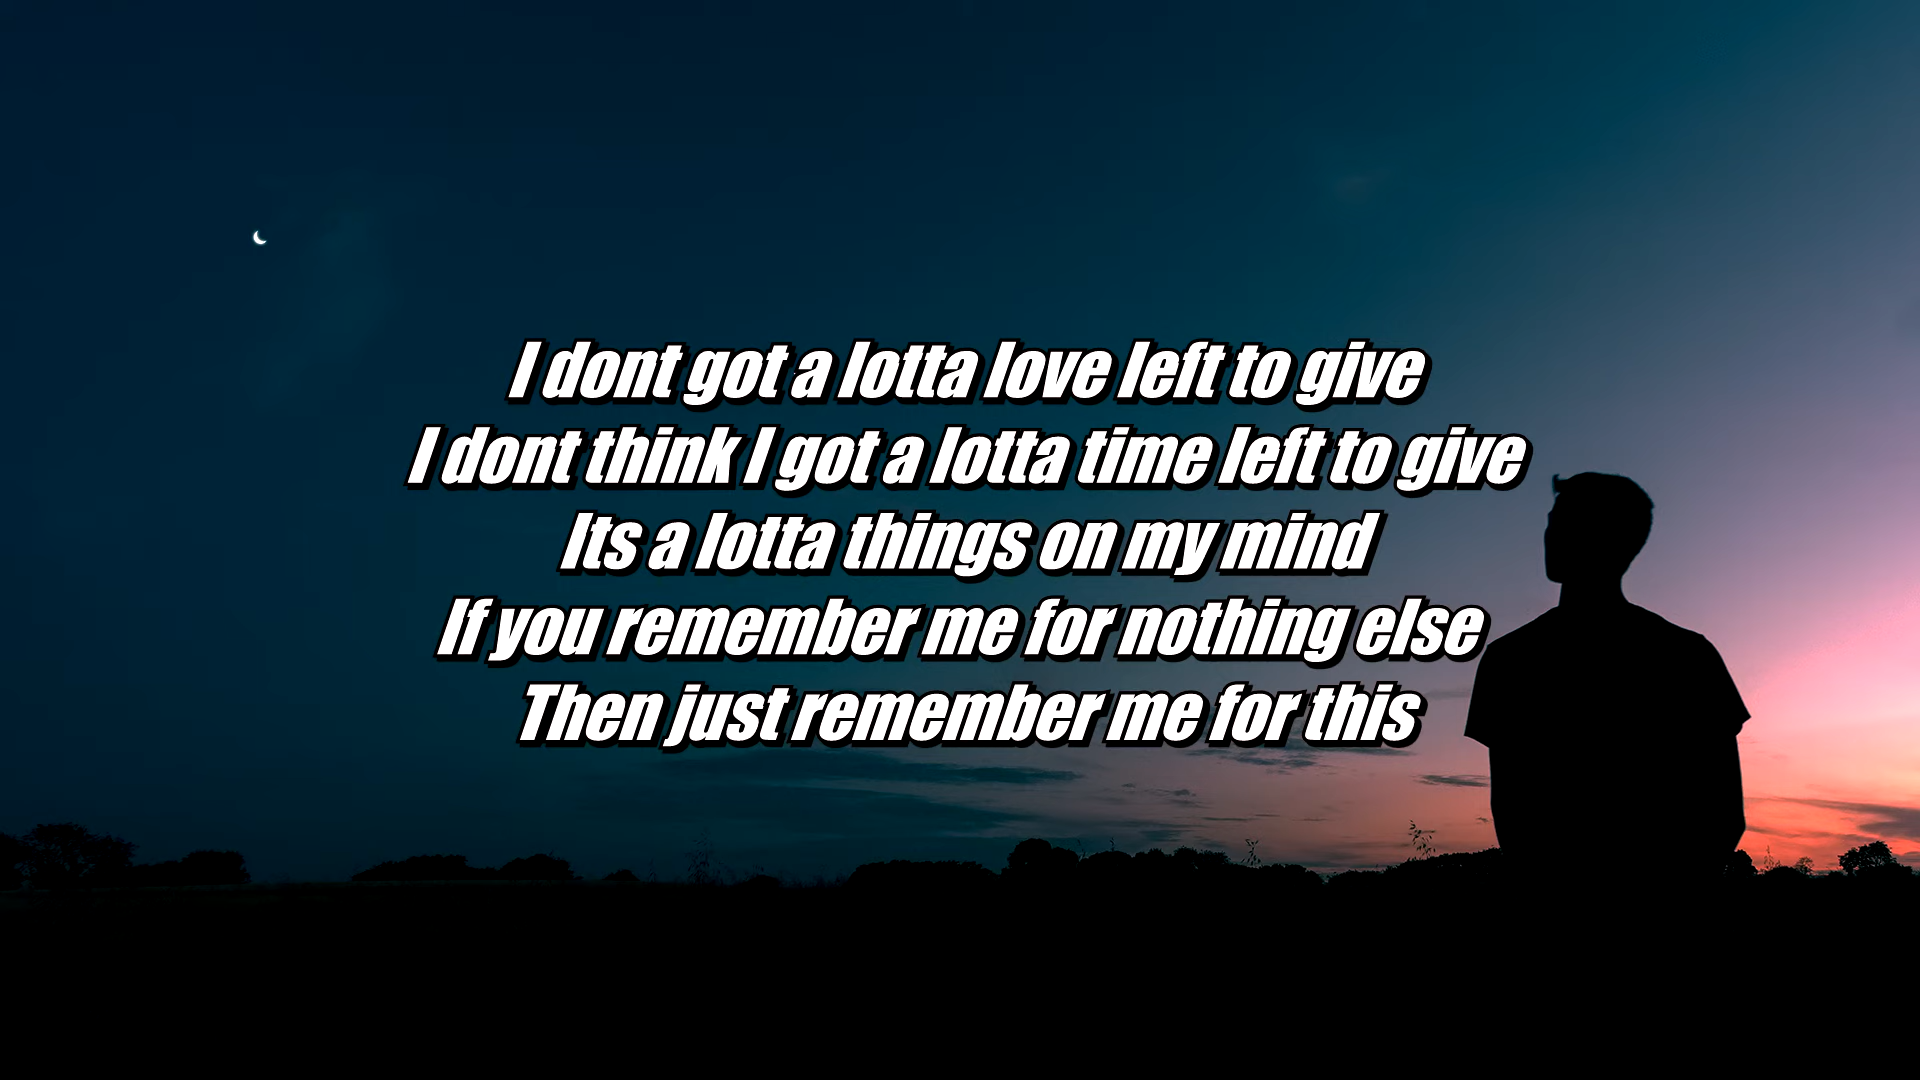 I dont got a lotta love left to give
I dont think I got a lotta time left to give
Its a lotta things on my mind
If you remember me for nothing else
Then just remember me for this